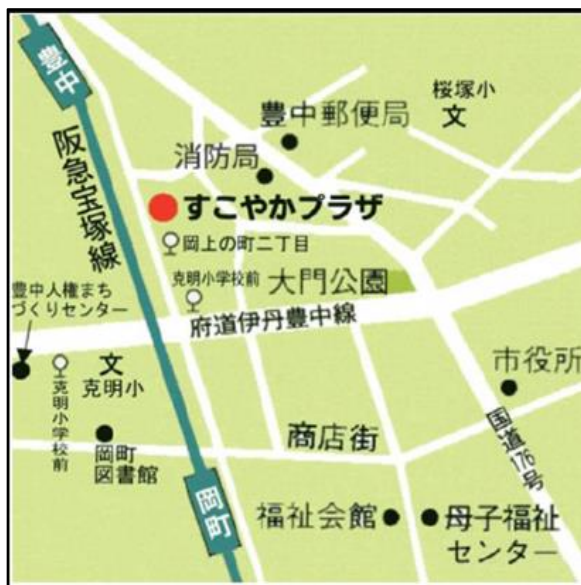 豊中
阪急宝塚線
桜塚小
文
豊中郵便局
消防局
すこやかプラザ
岡上の町二丁目
克明小学校前
大門公園
豊中人権まち
づくりセンター
府道伊丹豊中線
文
克明小
克明小学校前
市役所
商店街
国道176号
岡町
図書館
岡町
福祉会館
母子福祉
センター